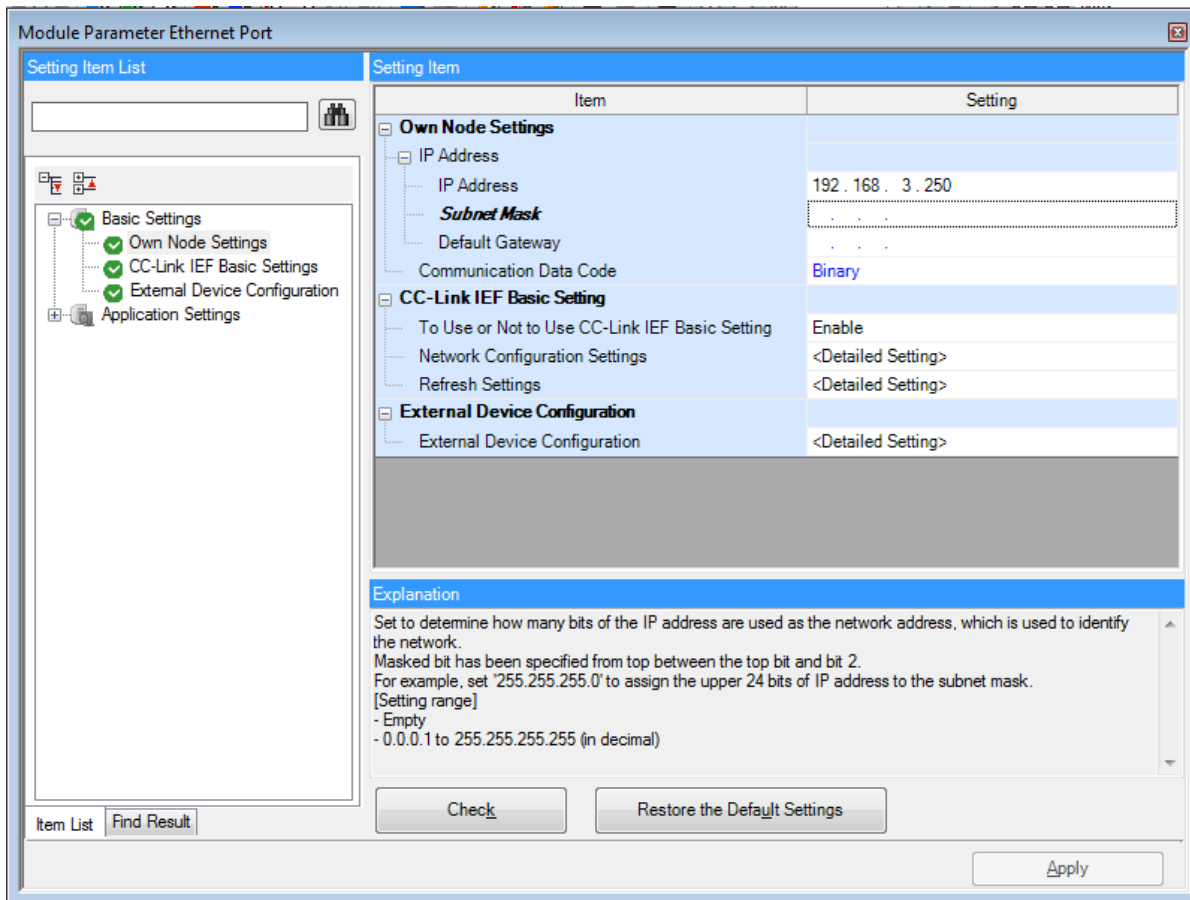 Module Parameter Ethernet Port
Setting Item List
Setting Item
Item Setting
Own Node Settings
IP Address
IP Address 192 . 168 . 3 . 250
Subnet Mask . . .
Default Gateway . . .
Communication Data Code Binary
CC-Link IEF Basic Setting
To Use or Not to Use CC-Link IEF Basic Setting Enable
Network Configuration Settings <Detailed Setting>
Refresh Settings <Detailed Setting>
External Device Configuration
External Device Configuration <Detailed Setting>
Basic Settings
Own Node Settings
CC-Link IEF Basic Settings
External Device Configuration
Application Settings
Item List Find Result
Explanation
Set to determine how many bits of the IP address are used as the network address, which is used to identify
the network.
Masked bit has been specified from top between the top bit and bit 2.
For example, set "255.255.255.0" to assign the upper 24 bits of IP address to the subnet mask.
[Setting range]
- Empty
- 0.0.0.1 to 255.255.255.255 (in decimal)
Check Restore the Default Settings
Apply